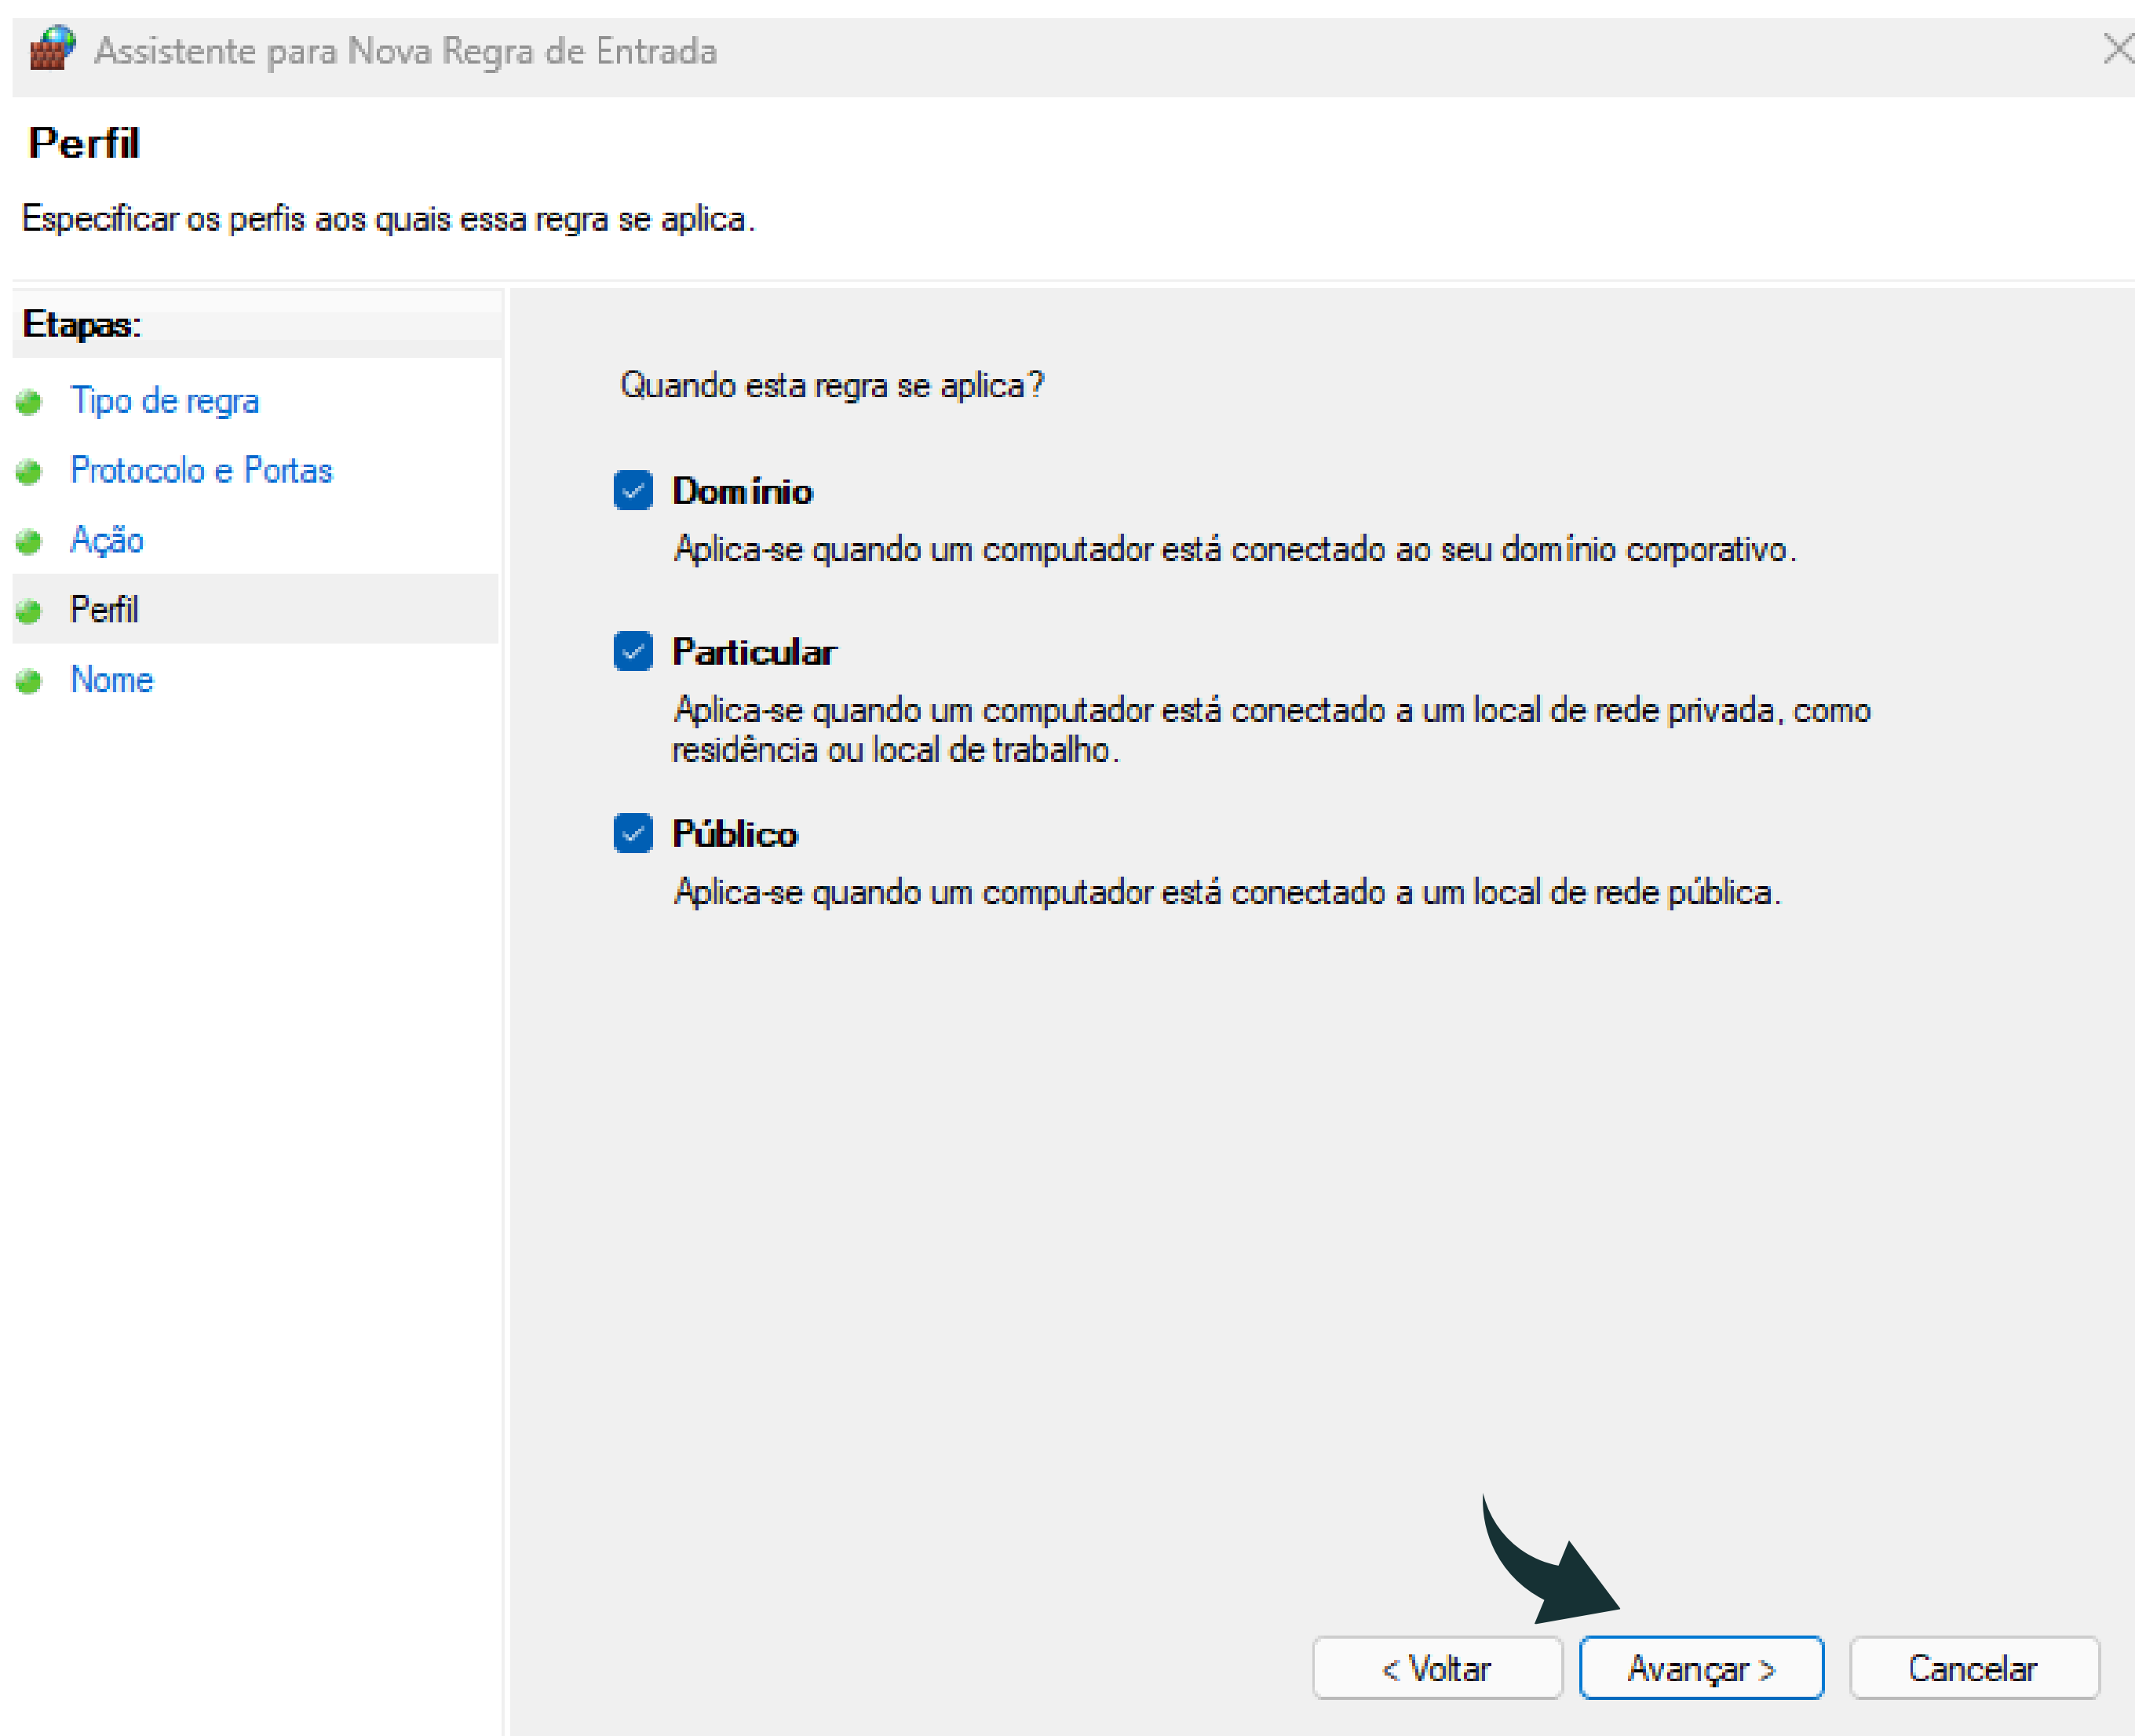 Assistente para Nova Regra de Entrada
Perfil
Especificar os perfis aos quais essa regra se aplica.
Etapas:
Tipo de regra
Protocolo e Portas
Ação
Perfil
Nome
Quando esta regra se aplica?
Domínio
Aplica-se quando um computador está conectado ao seu domínio corporativo.
Particular
Aplica-se quando um computador está conectado a um local de rede privada, como
residência ou local de trabalho.
Público
Aplica-se quando um computador está conectado a um local de rede pública.
< Voltar
Avançar >
Cancelar